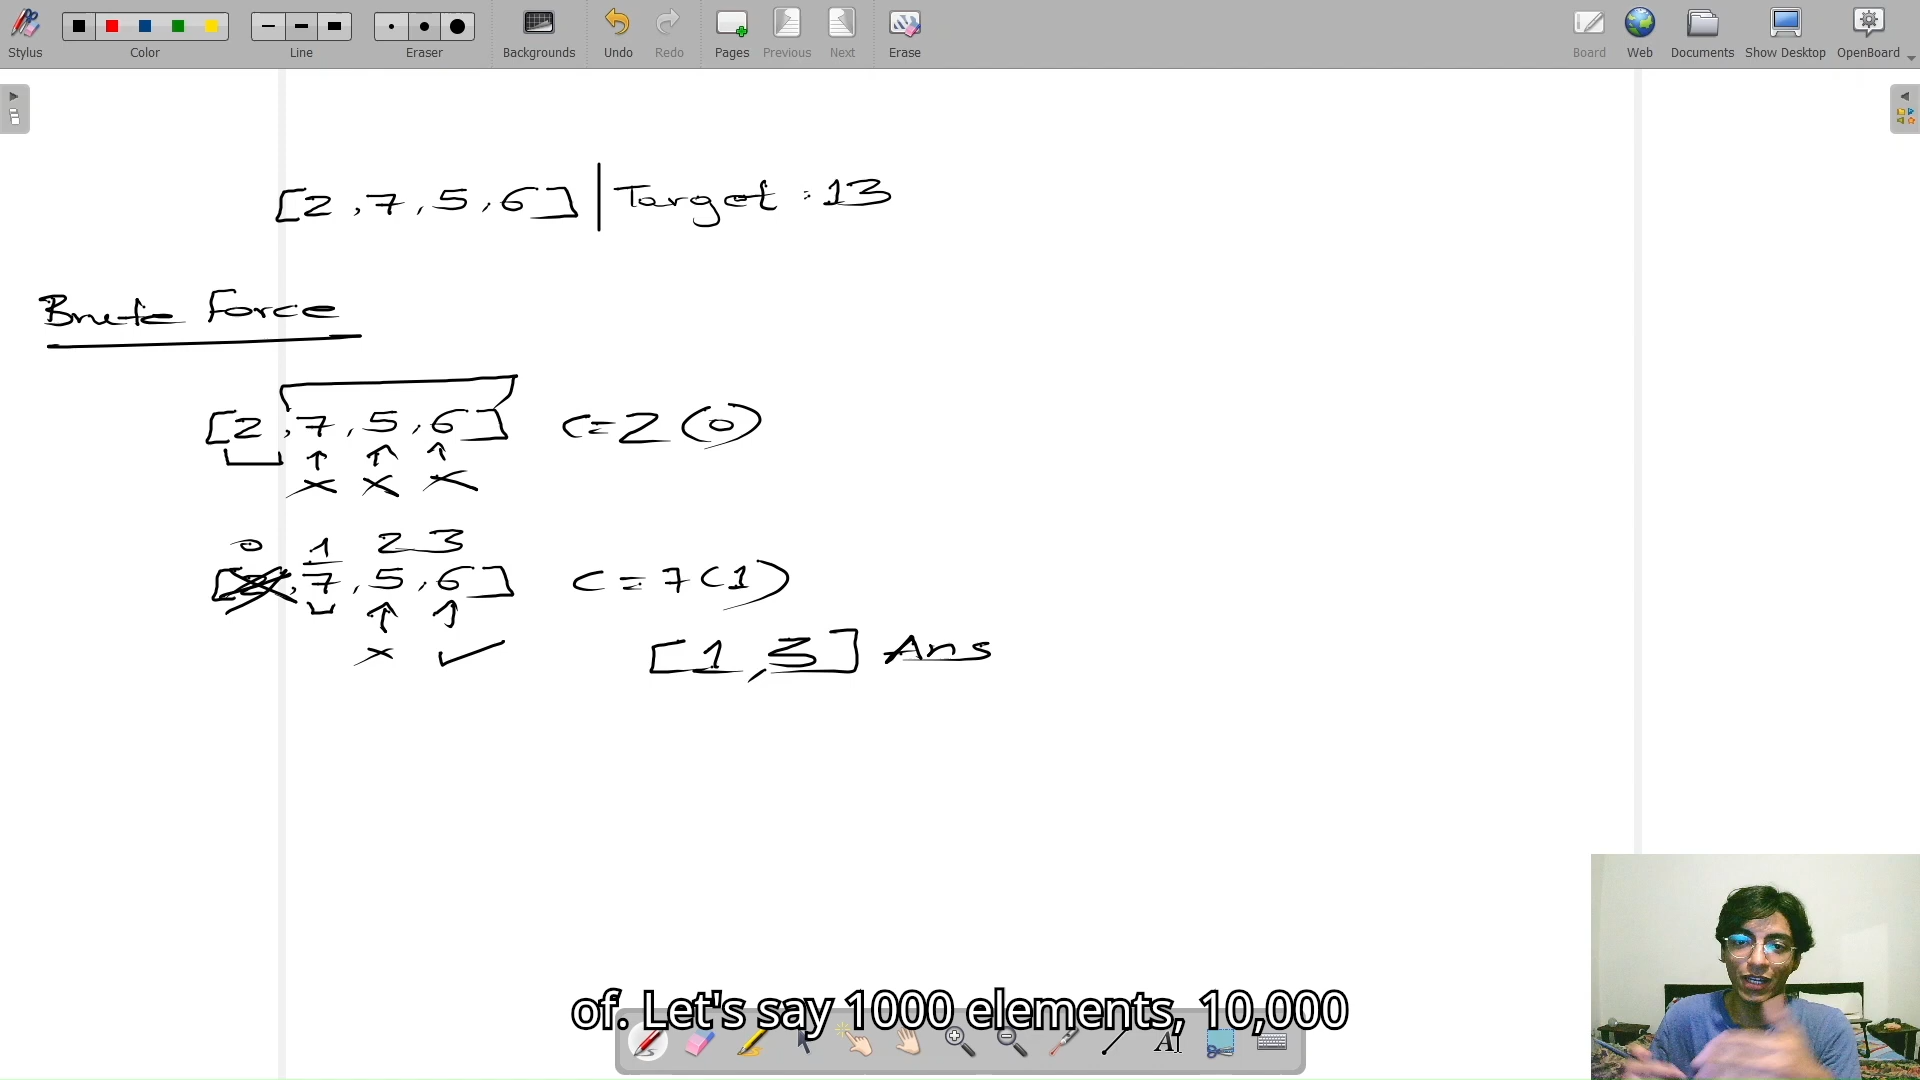 Stylus Color Line Eraser Backgrounds Undo Redo Pages Previous Next Erase Board Web Documents Show Desktop OpenBoard
[2,7,5,6] | Target:13
Brute Force
[2,7,5,6] C=2(0)
0 1 2 3
[2,7,5,6] C=7(1)
[1,3] Ans
of. Let's say 1000 elements, 10,000